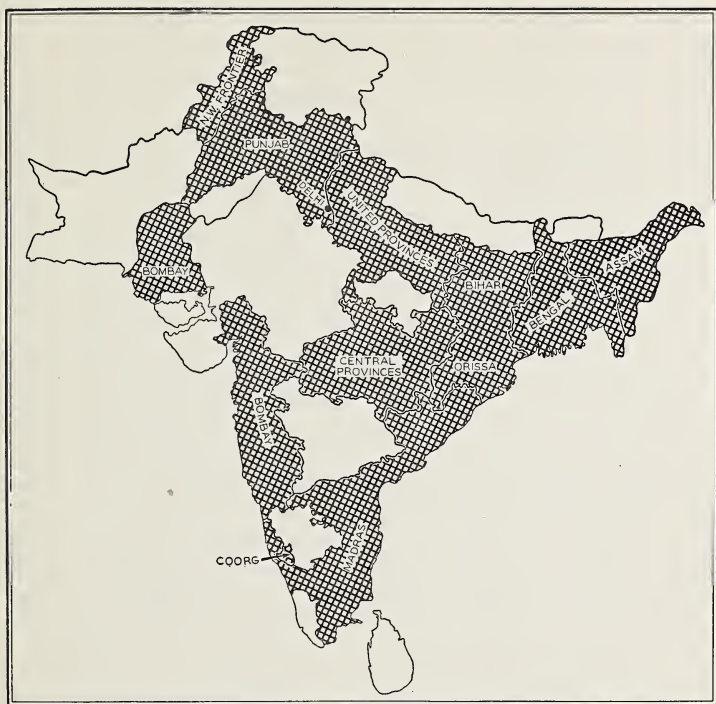 N.W. FRONTIER
PUNJAB
DELHI
UNITED PROVINCES
BOMBAY
BIHAR
ASSAM
BENGAL
CENTRAL
PROVINCES
ORISSA
BOMBAY
MADRAS
COORG